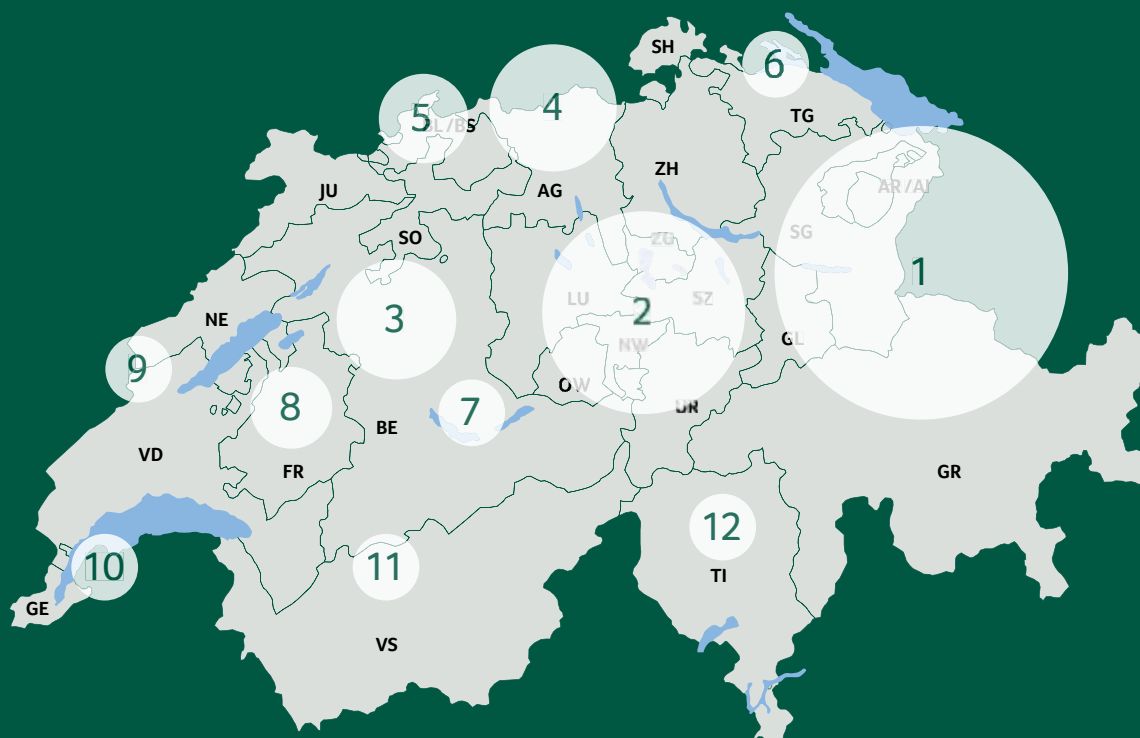 SH
6
5
4
BL/BS
TG
ZH
JU
AG
AR/AI
SO
SG
ZG
1
LU
SZ
2
NE
3
NW
GL
9
OW
8
7
UR
BE
VD
FR
GR
12
10
11
TI
GE
VS